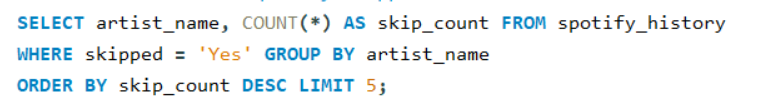 SELECT artist_name, COUNT(*) AS skip_count FROM spotify_history
WHERE skipped = 'Yes' GROUP BY artist_name
ORDER BY skip_count DESC LIMIT 5;